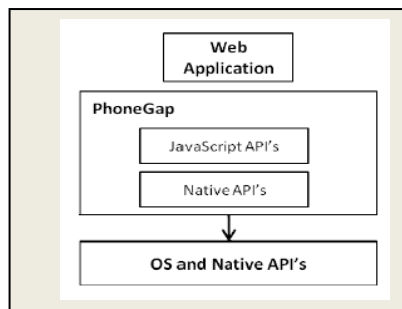 Web
Application
PhoneGap
JavaScript API's
Native API's
OS and Native API's